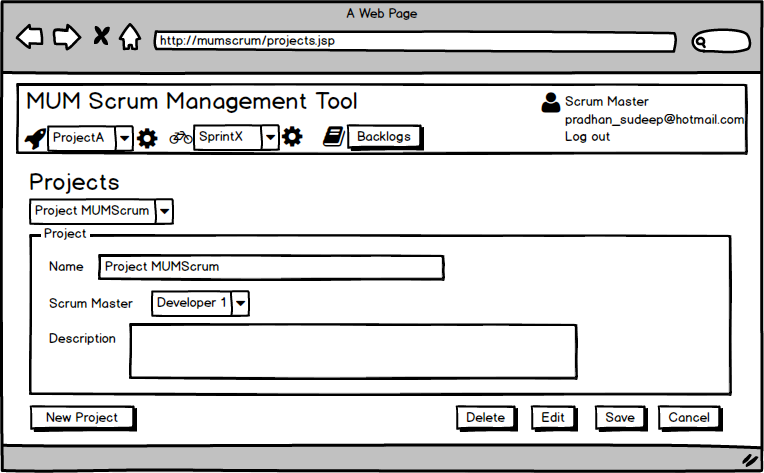 A Web Page
http://mumscrum/projects.jsp
MUM Scrum Management Tool
Scrum Master
pradhan_sudeep@hotmail.com
Log out
ProjectA
SprintX
Backlogs
Projects
Project MUMScrum
Project
Name
Project MUMScrum
Scrum Master
Developer 1
Description
New Project
Delete
Edit
Save
Cancel